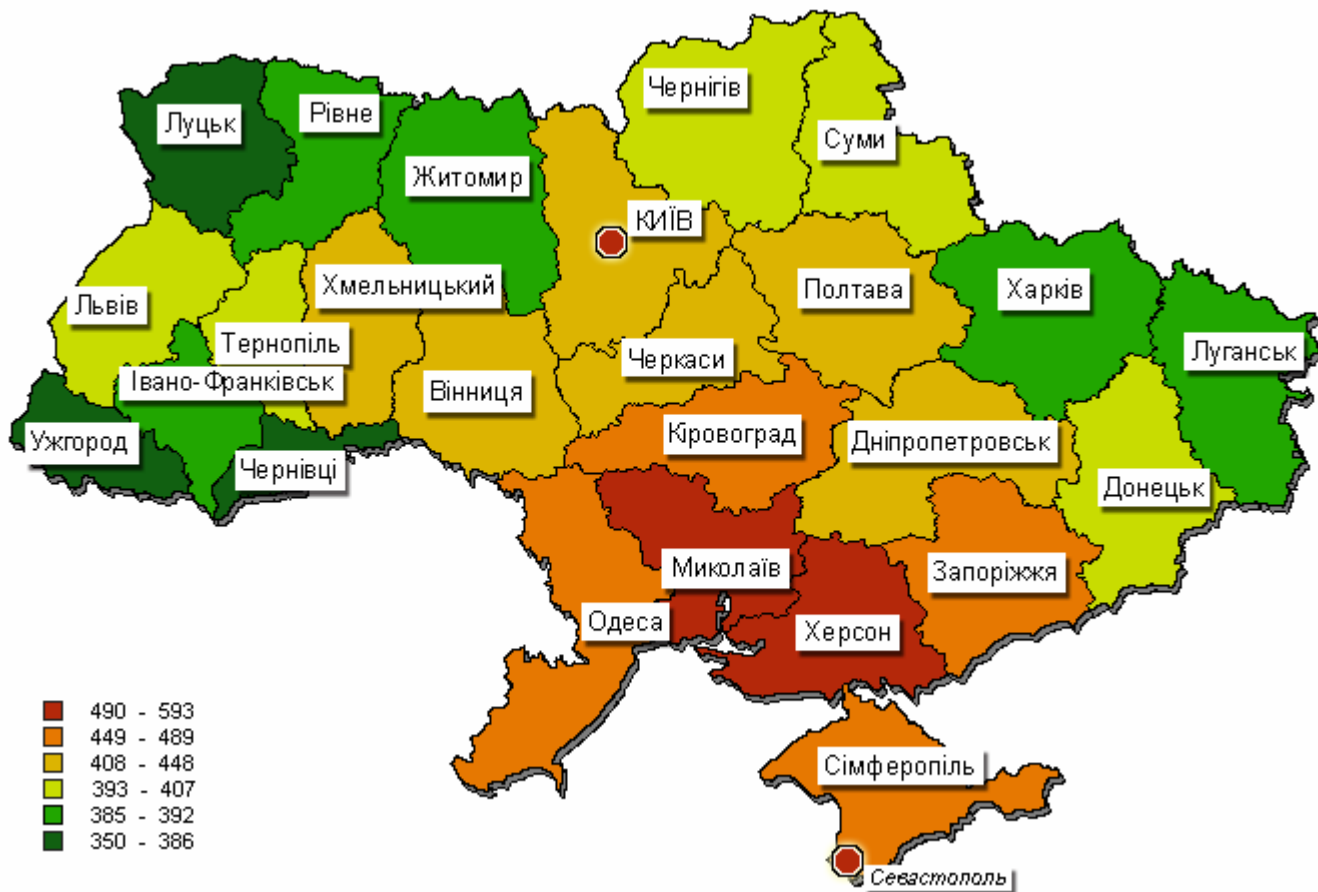 Чернігів
Луцьк
Рівне
Суми
Житомир
КИЇВ
Хмельницький
Полтава
Харків
Львів
Тернопіль
Черкаси
Луганськ
Івано-Франківськ
Вінниця
Ужгород
Кіровоград
Дніпропетровськ
Чернівці
Донецьк
Миколаїв
Запоріжжя
Одеса
Херсон
490 - 593
449 - 489
408 - 448
393 - 407
385 - 392
350 - 386
Сімферопіль
Севастополь